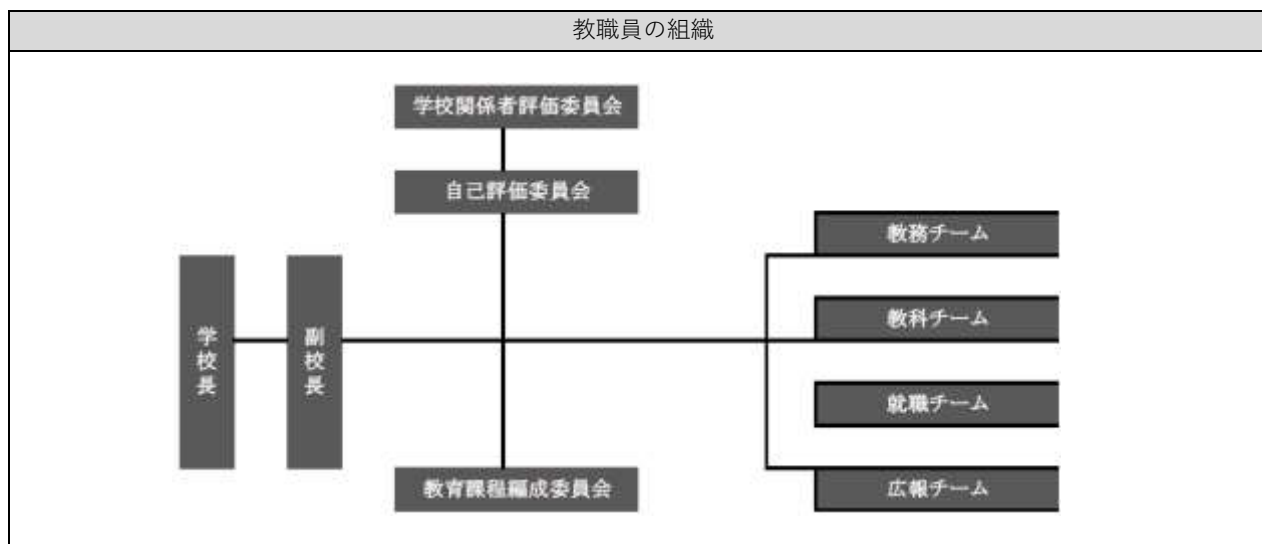 教職員の組織
学校関係者評価委員会
自己評価委員会
学校長
副校長
教務チーム
教科チーム
就職チーム
広報チーム
教育課程編成委員会